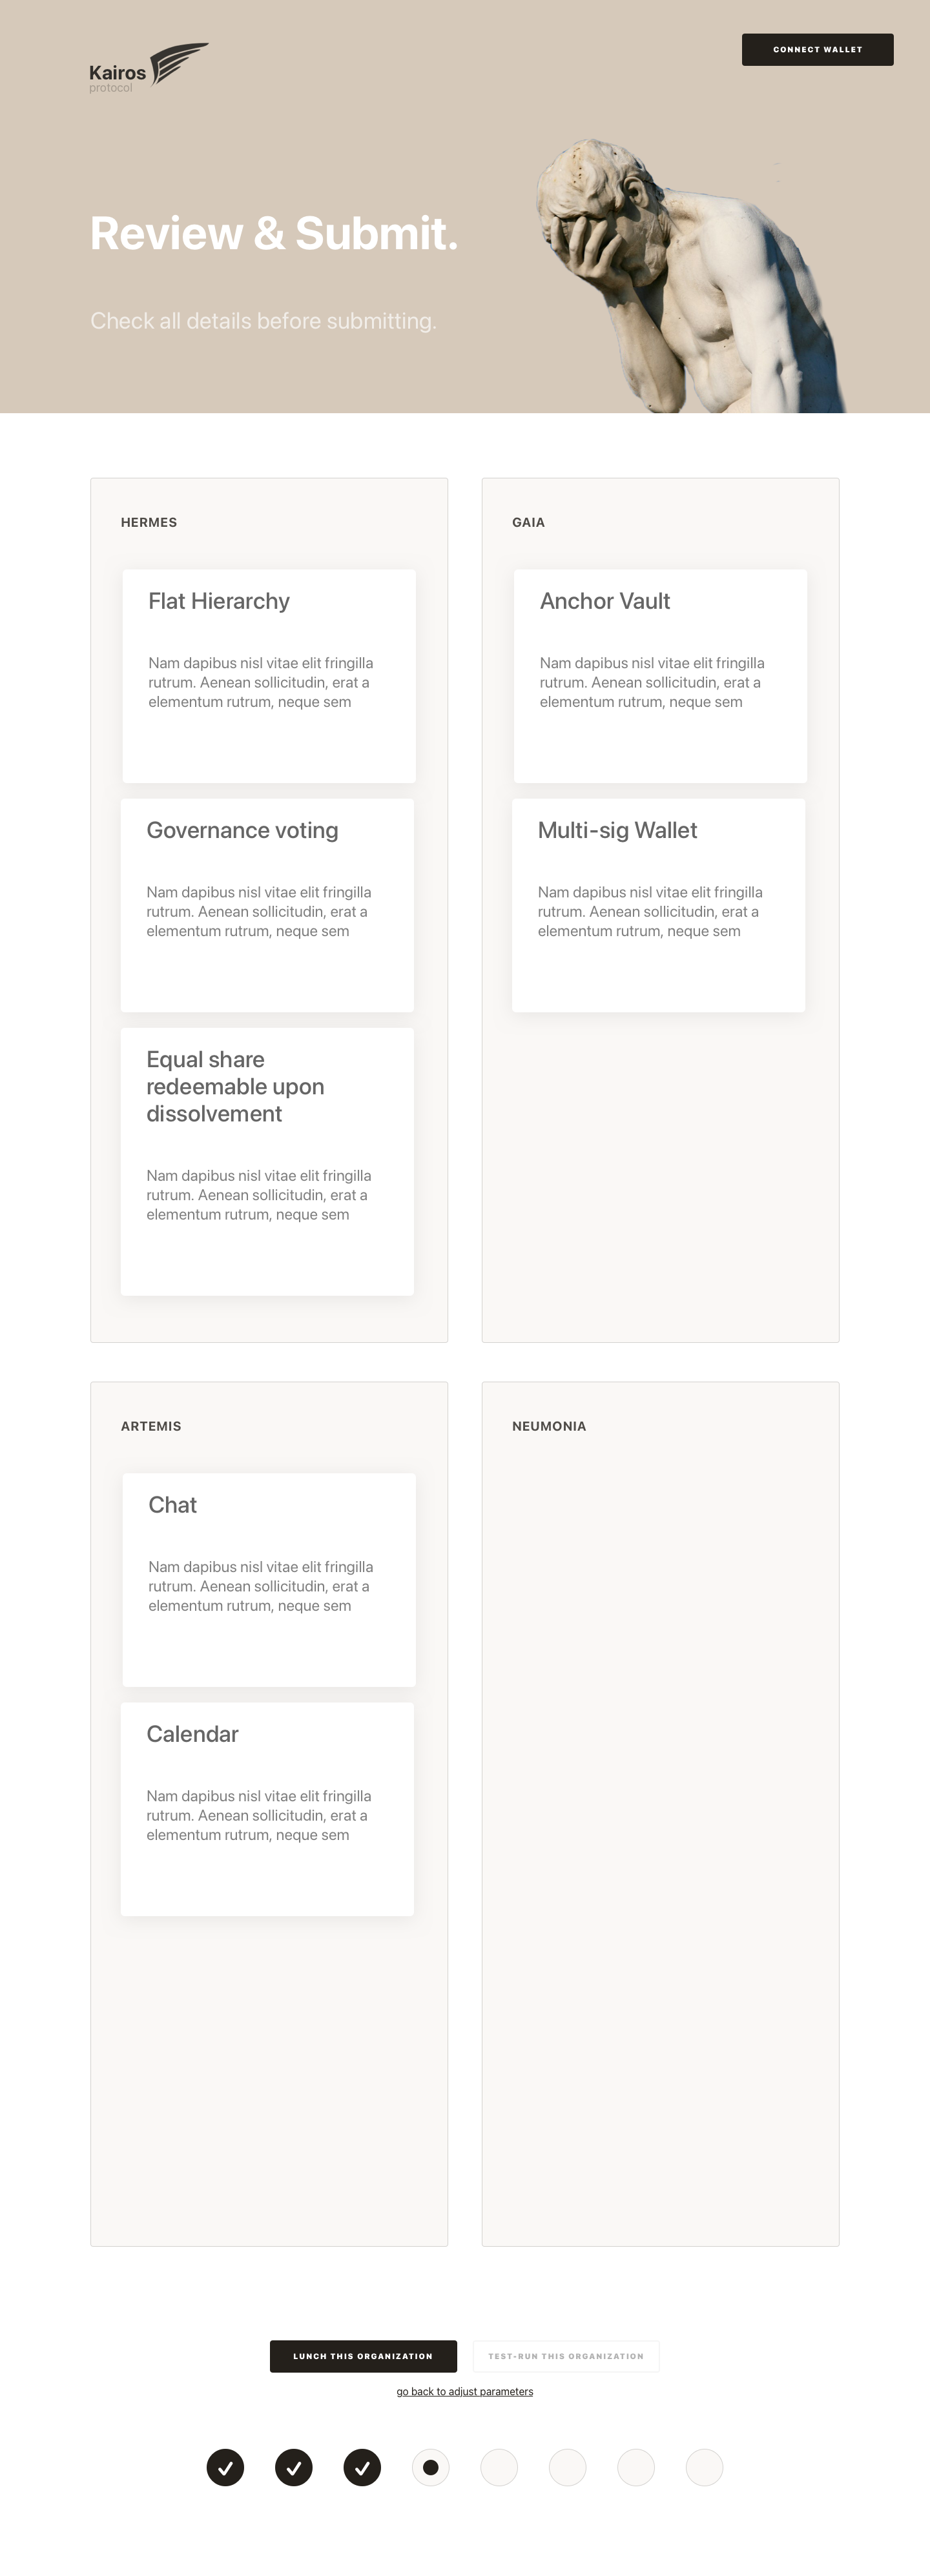 Kairos
protocol
CONNECT WALLET
Review & Submit.
Check all details before submitting.
HERMES
Flat Hierarchy
Nam dapibus nisl vitae elit fringilla
rutrum. Aenean sollicitudin, erat a
elementum rutrum, neque sem
Governance voting
Nam dapibus nisl vitae elit fringilla
rutrum. Aenean sollicitudin, erat a
elementum rutrum, neque sem
Equal share
redeemable upon
dissolvement
Nam dapibus nisl vitae elit fringilla
rutrum. Aenean sollicitudin, erat a
elementum rutrum, neque sem
GAIA
Anchor Vault
Nam dapibus nisl vitae elit fringilla
rutrum. Aenean sollicitudin, erat a
elementum rutrum, neque sem
Multi-sig Wallet
Nam dapibus nisl vitae elit fringilla
rutrum. Aenean sollicitudin, erat a
elementum rutrum, neque sem
ARTEMIS
Chat
Nam dapibus nisl vitae elit fringilla
rutrum. Aenean sollicitudin, erat a
elementum rutrum, neque sem
Calendar
Nam dapibus nisl vitae elit fringilla
rutrum. Aenean sollicitudin, erat a
elementum rutrum, neque sem
NEUMONIA
LUNCH THIS ORGANIZATION
TEST-RUN THIS ORGANIZATION
go back to adjust parameters